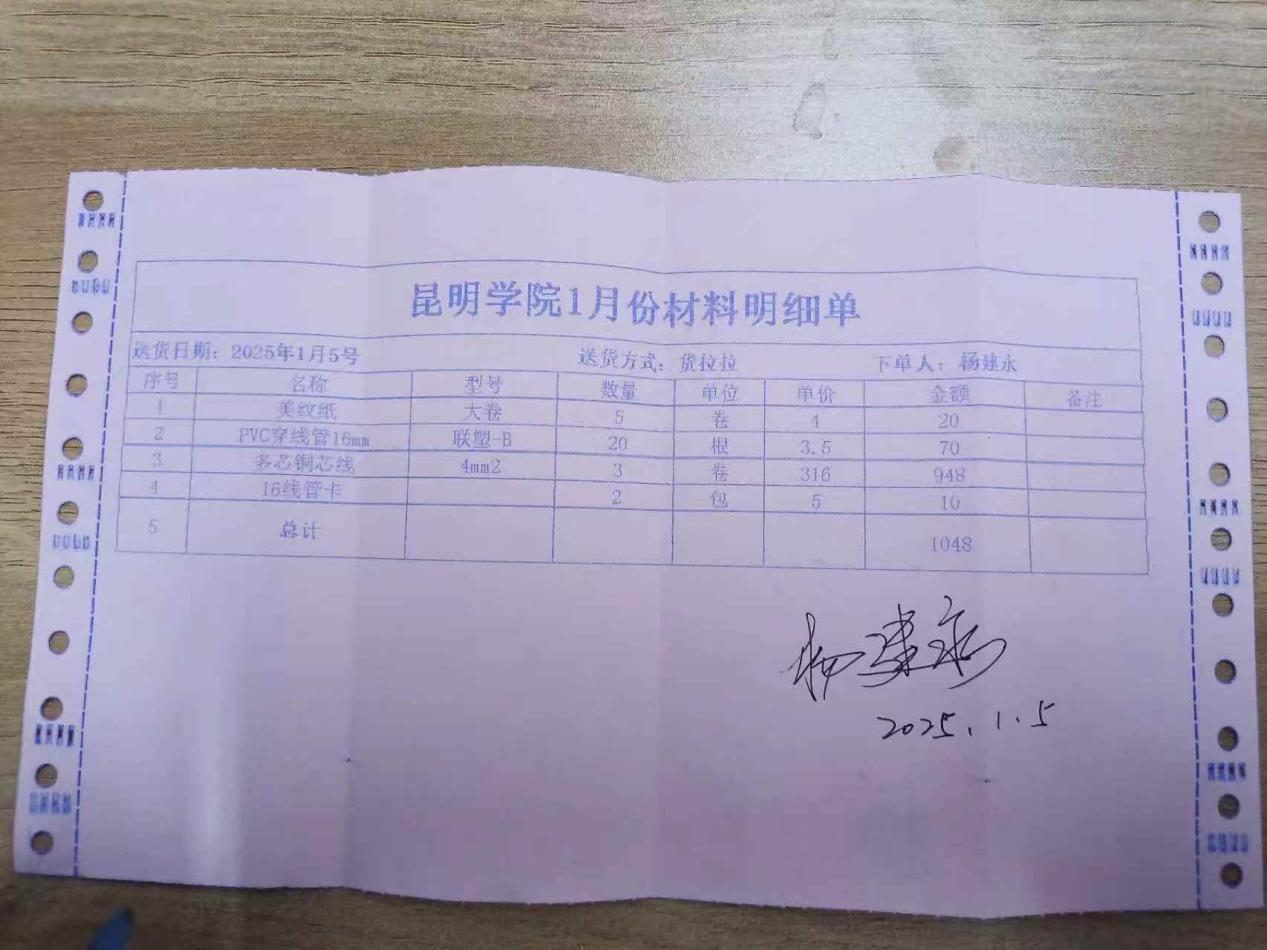 昆明学院1月份材料明细单
送货日期：2025年1月5号 送货方式：货拉拉 下单人：杨建永
序号 名称 型号 数量 单位 单价 金额 备注
1 美纹纸 大卷 5 卷 4 20
2 PVC穿线管16mm 联塑-B 20 根 3.5 70
3 多芯铜芯线 4mm2 3 卷 316 948
4 16线管卡 2 包 5 10
5 总计 1048
杨建永
2025.1.5